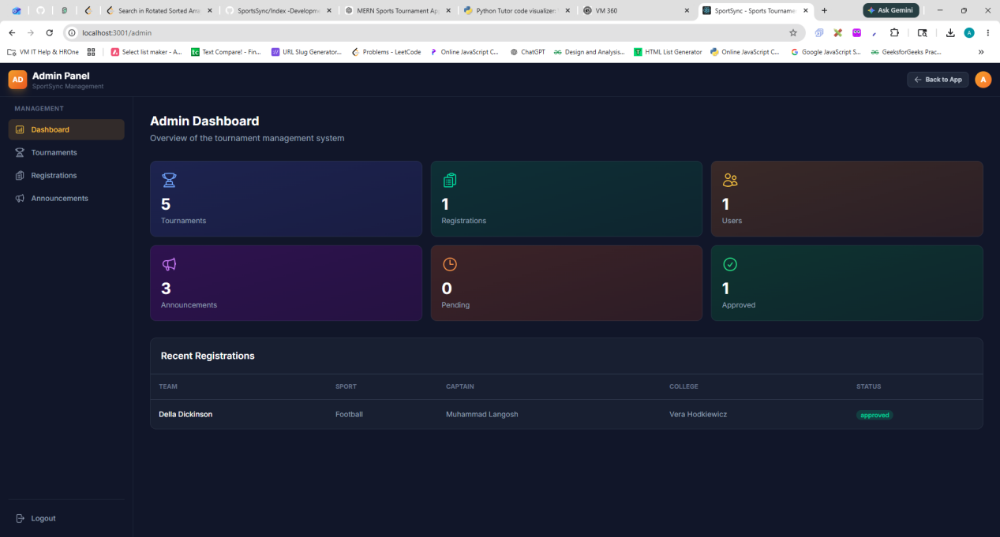 Search in Rotated Sorted Arra
SportsSync/Index -Developme
MERN Sports Tournament Ap
Python Tutor code visualizer:
VM 360
SportSync - Sports Tourname
Ask Gemini
localhost:3001/admin
A
VM IT Help & HROne
Select list maker - A...
Text Compare! - Fin...
URL Slug Generator...
Problems - LeetCode
Online JavaScript C...
ChatGPT
Design and Analysis...
HTML List Generator
Online JavaScript C...
Google JavaScript S...
GeeksforGeeks Prac...
AD
Admin Panel
SportSync Management
Back to App
A
MANAGEMENT
Dashboard
Tournaments
Registrations
Announcements
Logout
Admin Dashboard
Overview of the tournament management system
5
Tournaments
1
Registrations
1
Users
3
Announcements
0
Pending
1
Approved
Recent Registrations
TEAM SPORT CAPTAIN COLLEGE STATUS
Della Dickinson Football Muhammad Langosh Vera Hodkiewicz approved